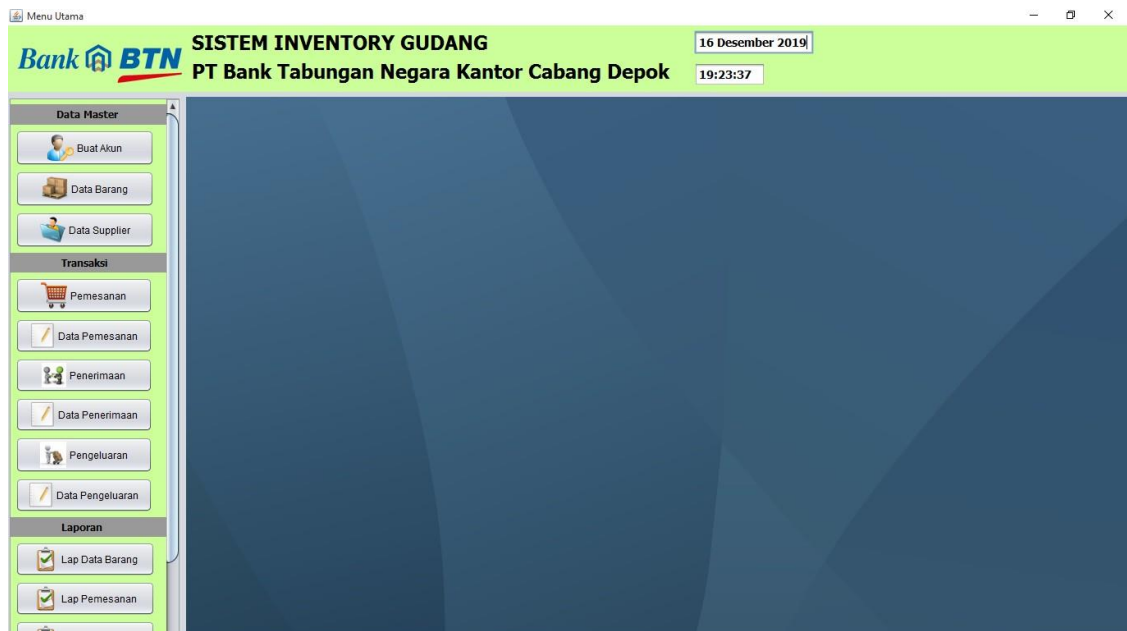 Menu Utama
Bank BTN
SISTEM INVENTORY GUDANG
PT Bank Tabungan Negara Kantor Cabang Depok
16 Desember 2019
19:23:37
Data Master
Buat Akun
Data Barang
Data Supplier
Transaksi
Pemesanan
Data Pemesanan
Penerimaan
Data Penerimaan
Pengeluaran
Data Pengeluaran
Laporan
Lap Data Barang
Lap Pemesanan